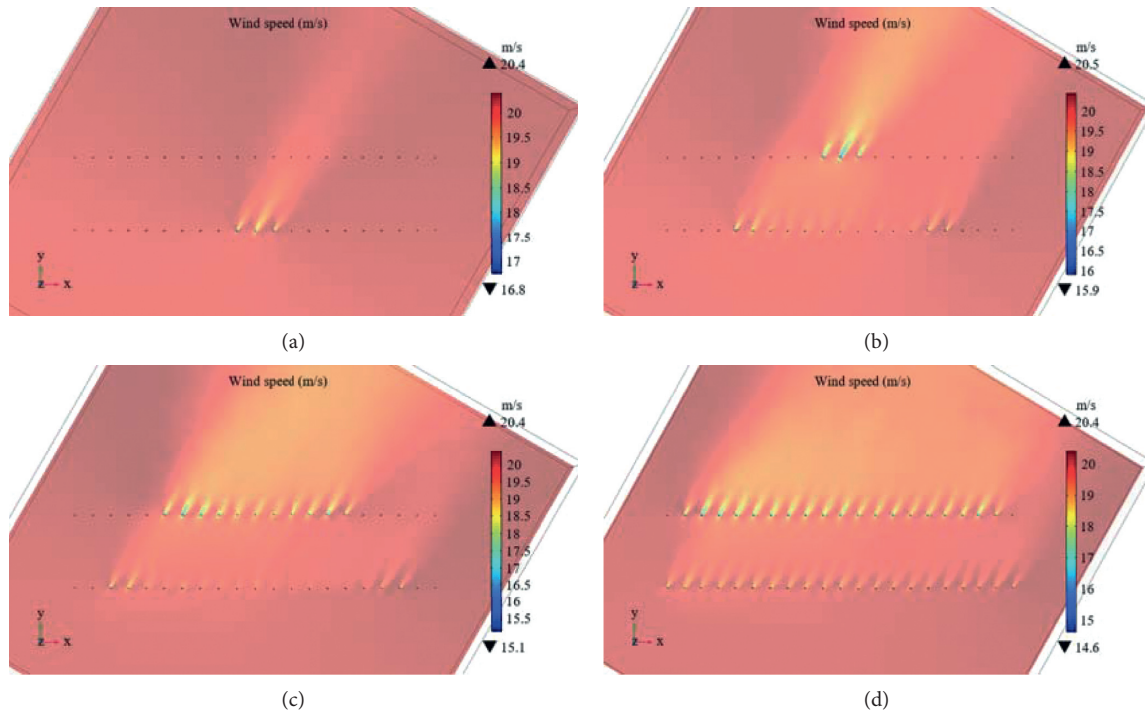 Wind speed (m/s)
m/s
20.4
20
19.5
19
18.5
18
17.5
17
16.8
y
z x
(a)
Wind speed (m/s)
m/s
20.5
20
19.5
19
18.5
18
17.5
17
16.5
16
15.9
y
z x
(b)
Wind speed (m/s)
m/s
20.4
20
19.5
19
18.5
18
17.5
17
16.5
16
15.5
15.1
y
z x
(c)
Wind speed (m/s)
m/s
20.4
20
19
18
17
16
15
14.6
y
z x
(d)